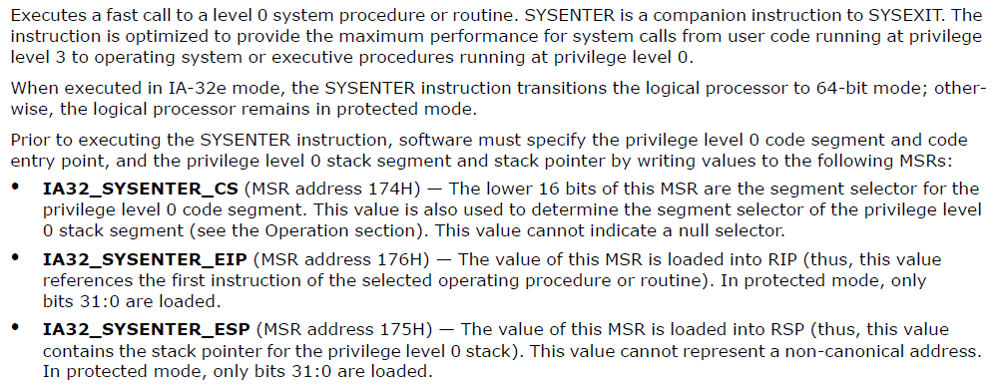 Executes a fast call to a level 0 system procedure or routine. SYSENTER is a companion instruction to SYSEXIT. The
instruction is optimized to provide the maximum performance for system calls from user code running at privilege
level 3 to operating system or executive procedures running at privilege level 0.
When executed in IA-32e mode, the SYSENTER instruction transitions the logical processor to 64-bit mode; other-
wise, the logical processor remains in protected mode.
Prior to executing the SYSENTER instruction, software must specify the privilege level 0 code segment and code
entry point, and the privilege level 0 stack segment and stack pointer by writing values to the following MSRs:
• IA32_SYSENTER_CS (MSR address 174H) — The lower 16 bits of this MSR are the segment selector for the
privilege level 0 code segment. This value is also used to determine the segment selector of the privilege level
0 stack segment (see the Operation section). This value cannot indicate a null selector.
• IA32_SYSENTER_EIP (MSR address 176H) — The value of this MSR is loaded into RIP (thus, this value
references the first instruction of the selected operating procedure or routine). In protected mode, only
bits 31:0 are loaded.
• IA32_SYSENTER_ESP (MSR address 175H) — The value of this MSR is loaded into RSP (thus, this value
contains the stack pointer for the privilege level 0 stack). This value cannot represent a non-canonical address.
In protected mode, only bits 31:0 are loaded.